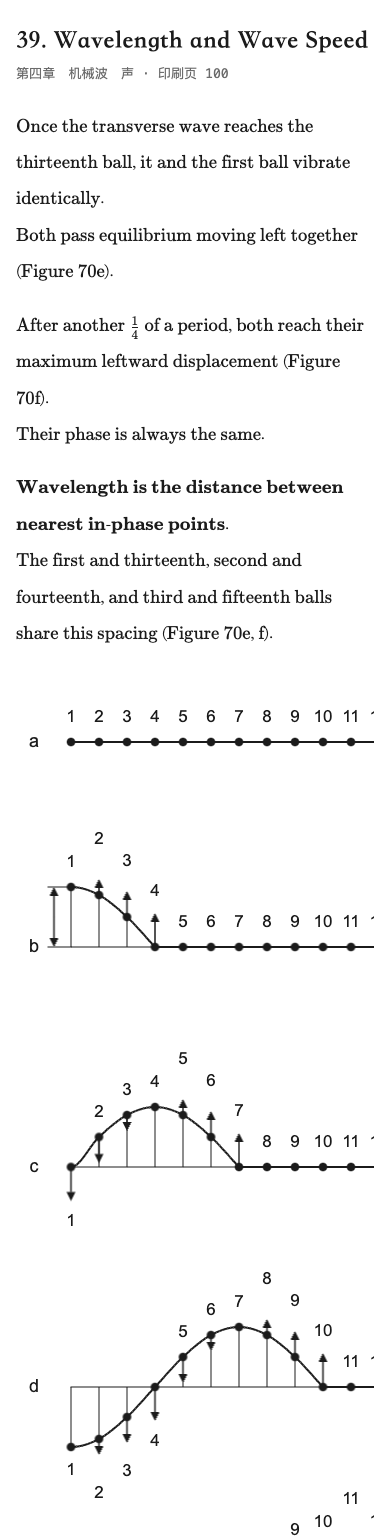 39. Wavelength and Wave Speed
第四章 机械波 声 · 印刷页 100
Once the transverse wave reaches the
thirteenth ball, it and the first ball vibrate
identically.
Both pass equilibrium moving left together
(Figure 70e).
After another 1/4 of a period, both reach their
maximum leftward displacement (Figure
70f).
Their phase is always the same.
Wavelength is the distance between
nearest in-phase points.
The first and thirteenth, second and
fourteenth, and third and fifteenth balls
share this spacing (Figure 70e, f).
1 2 3 4 5 6 7 8 9 10 11
a
2
1 3
4
5 6 7 8 9 10 11
b
5
3 4 6
2 7
8 9 10 11
c
1
8
6 7 9
5 10
11
d
4
1 3
2
11
9 10